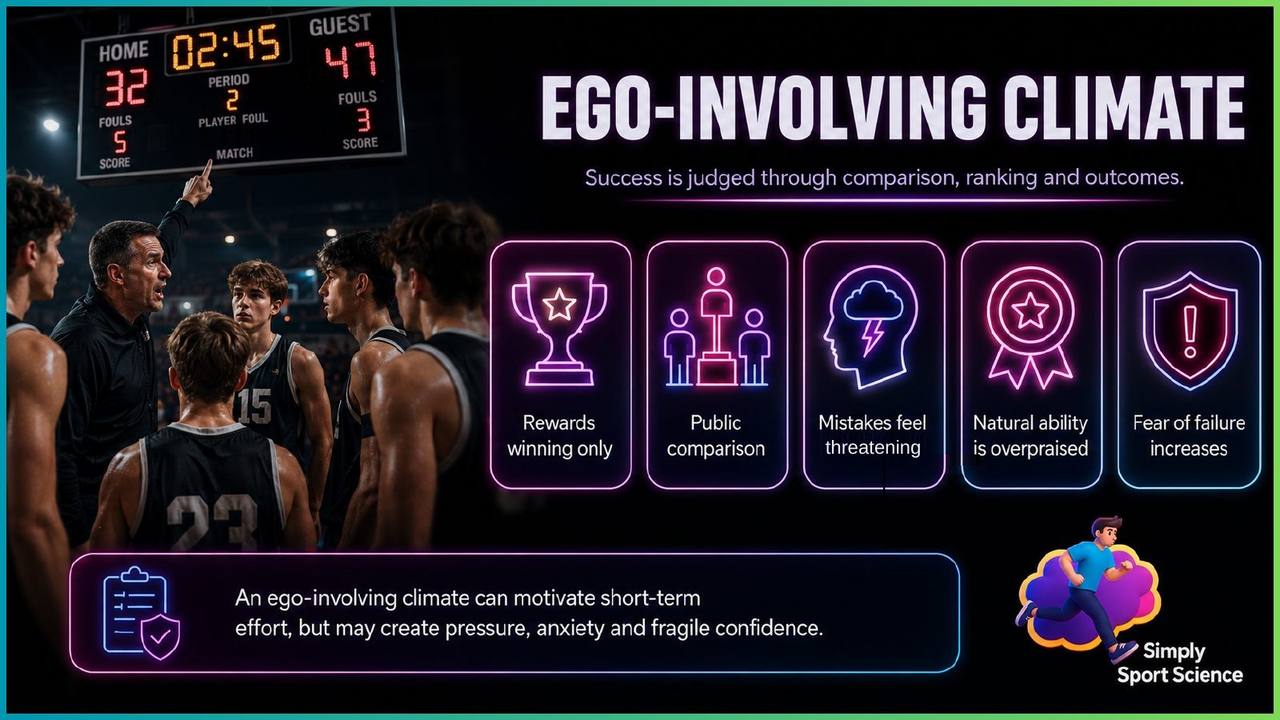 HOME
02:45
GUEST
32
PERIOD
47
2
FOULS
PLAYER FOUL
FOULS
5
3
SCORE
MATCH
SCORE
15
23
EGO-INVOLVING CLIMATE
Success is judged through comparison, ranking and outcomes.
Rewards
winning only
Public
comparison
Mistakes feel
threatening
Natural ability
is overpraised
Fear of failure
increases
An ego-involving climate can motivate short-term
effort, but may create pressure, anxiety and fragile confidence.
Simply
Sport Science